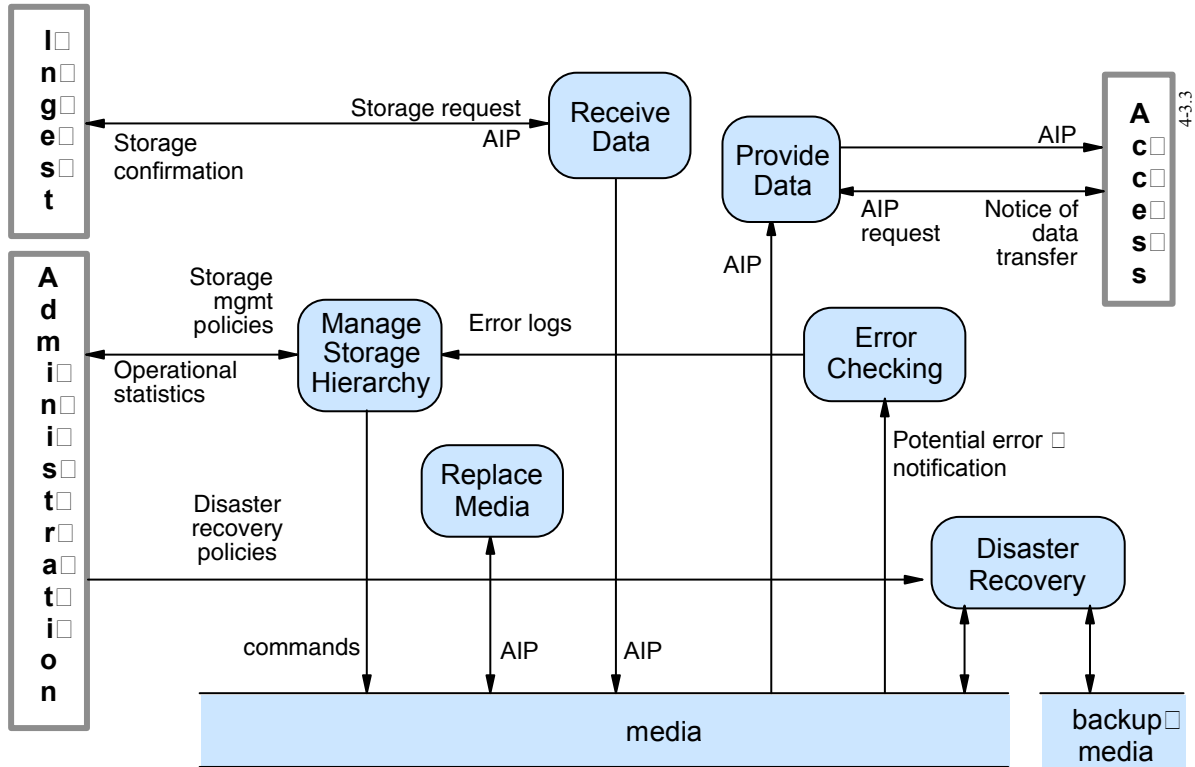 Ingest
Storage request
AIP
Storage
confirmation
Receive
Data
Provide
Data
AIP
AIP
request
Notice of
data
transfer
Access
4-3.3
Administration
Storage
mgmt
policies
Operational
statistics
Manage
Storage
Hierarchy
Error logs
AIP
Error
Checking
Potential error
notification
Replace
Media
Disaster
recovery
policies
Disaster
Recovery
commands
AIP
AIP
media
backup
media